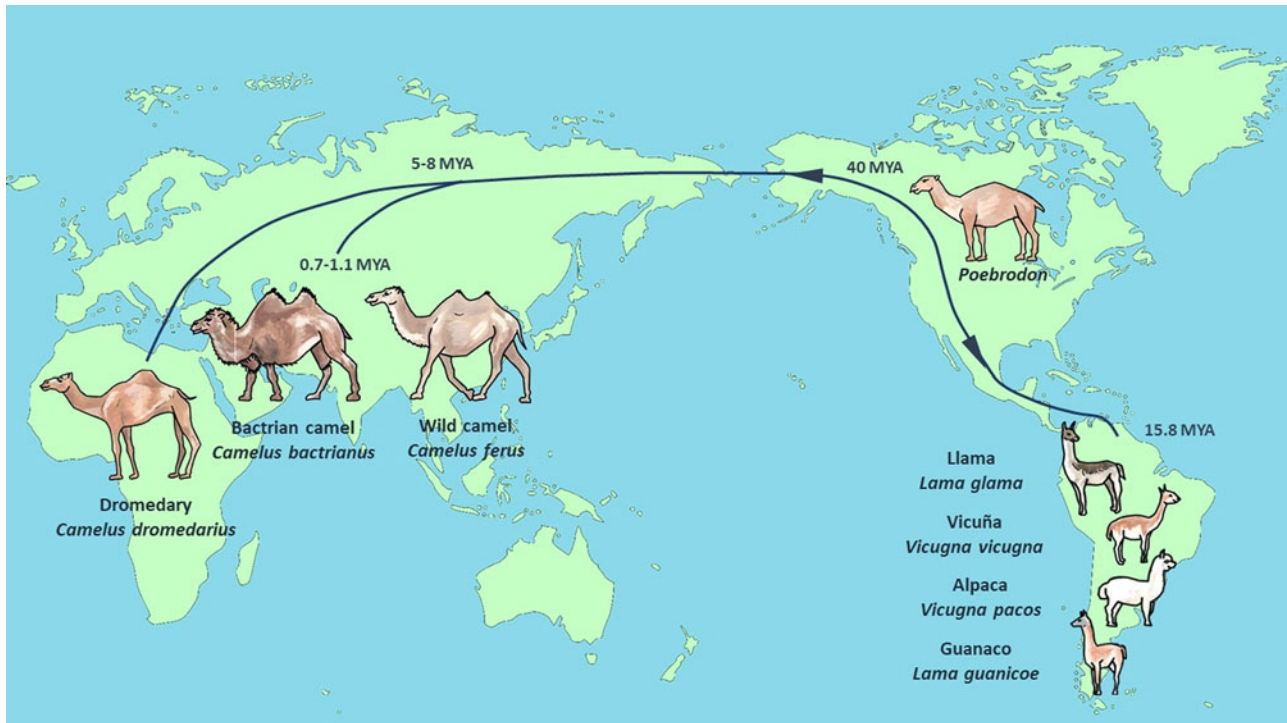 5-8 MYA
40 MYA
Poebrodon
0.7-1.1 MYA
Bactrian camel
Camelus bactrianus
Wild camel
Camelus ferus
Dromedary
Camelus dromedarius
15.8 MYA
Llama
Lama glama
Vicuña
Vicugna vicugna
Alpaca
Vicugna pacos
Guanaco
Lama guanicoe